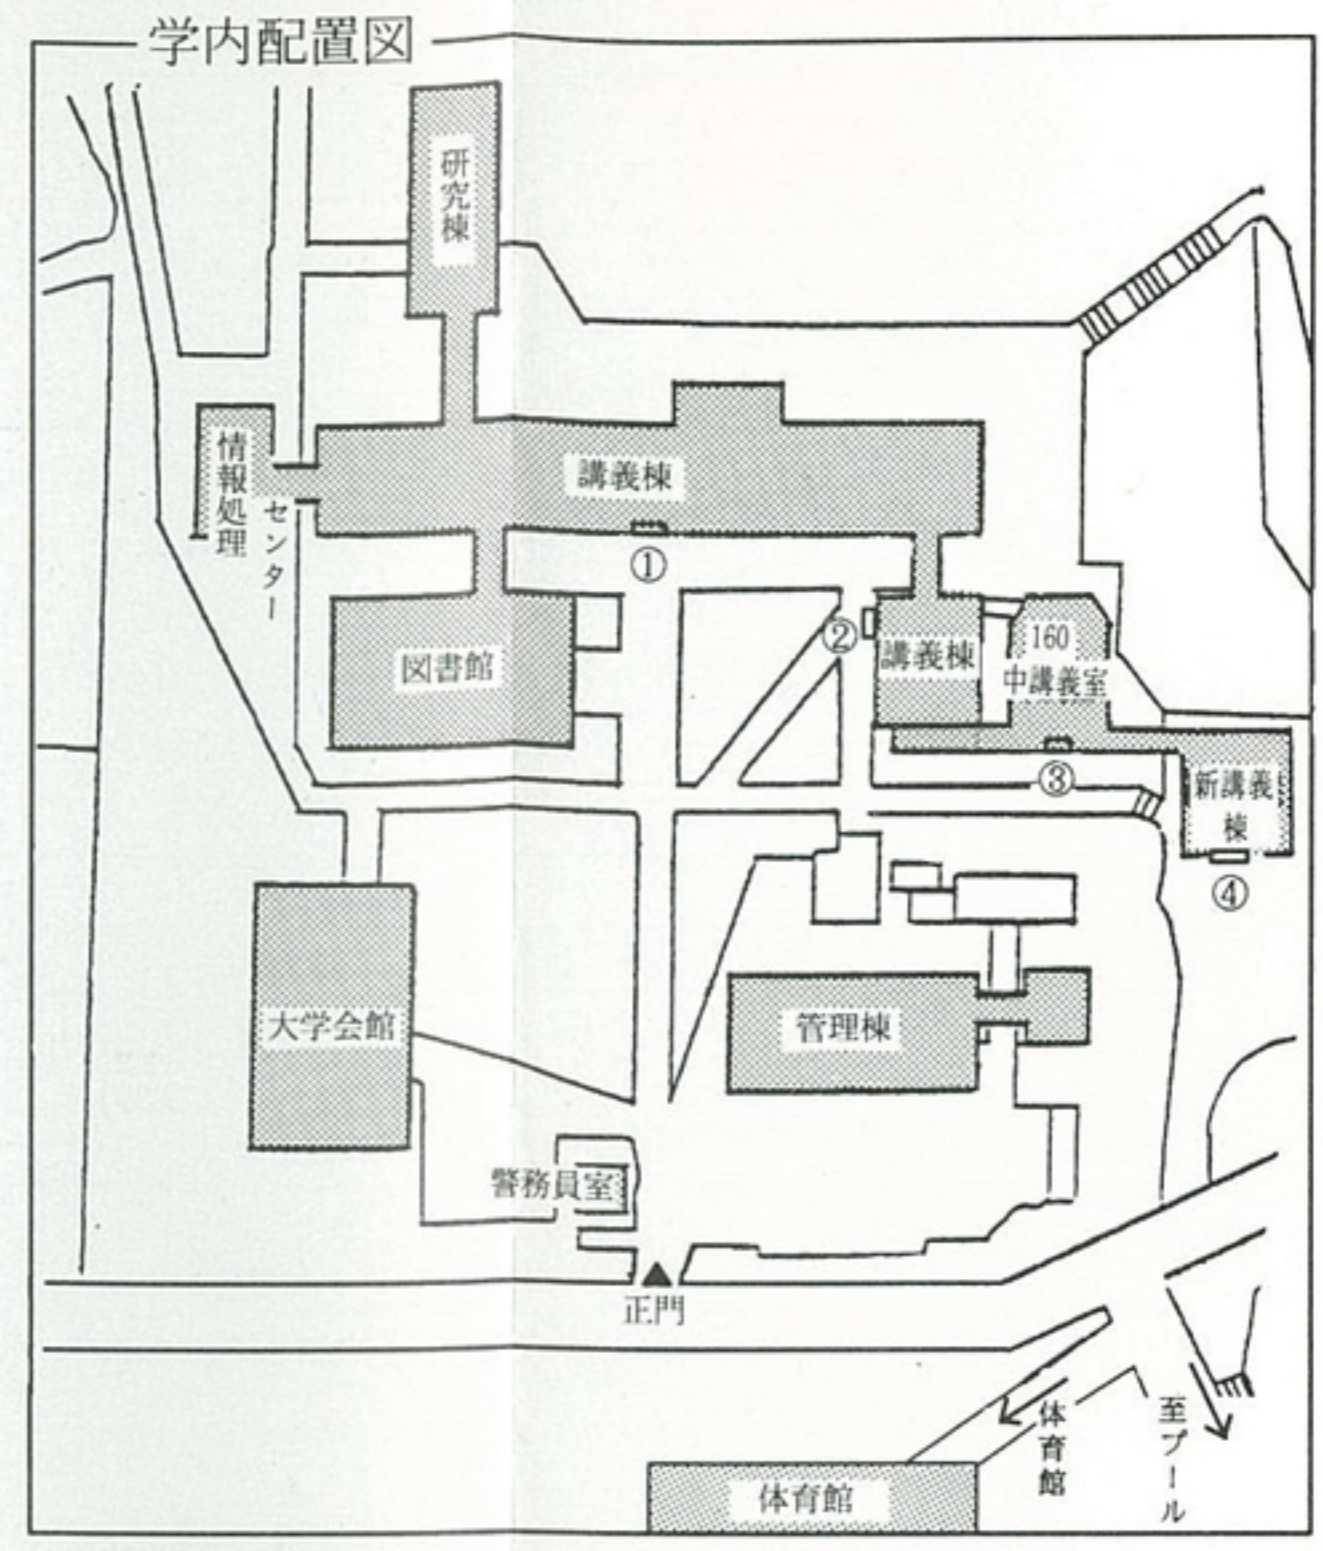 学内配置図
研究棟
情報処理
センター
講義棟
①
図書館
②
講義棟
160
中講義室
③
新講義
棟
④
大学会館
管理棟
警務員室
正門
体育館
至プール
体育館